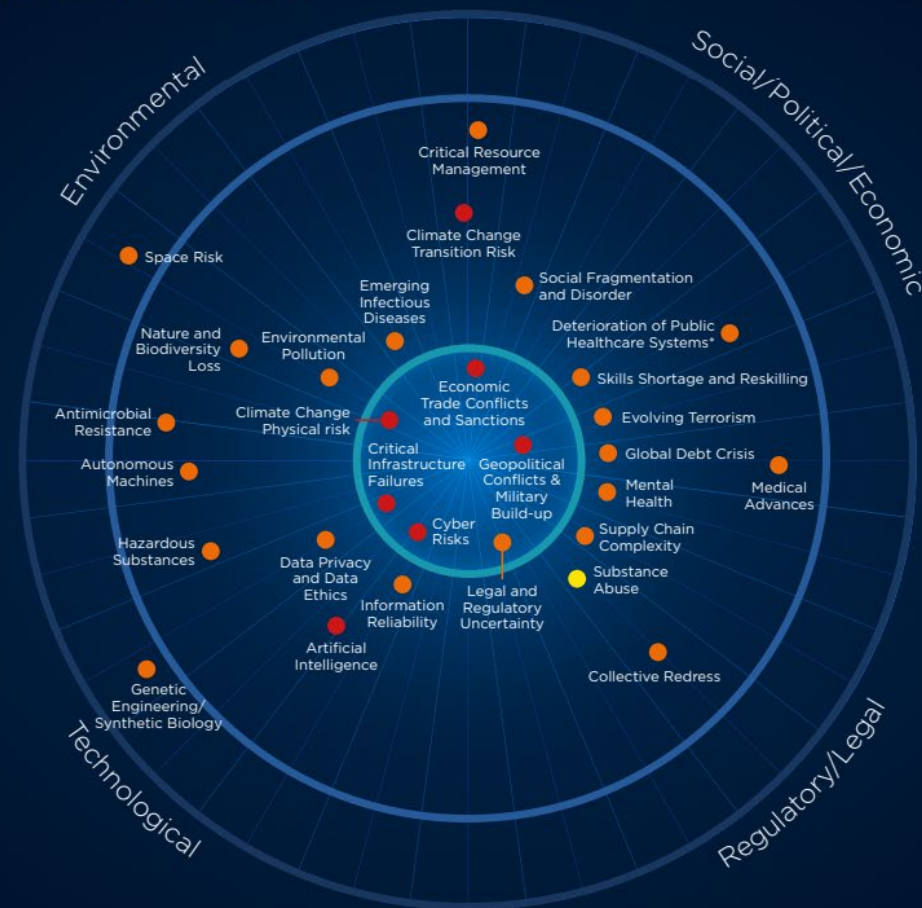 Environmental
Social/Political/Economic
Critical Resource
Management
Climate Change
Transition Risk
Space Risk
Social Fragmentation
and Disorder
Emerging
Infectious
Diseases
Nature and
Biodiversity
Loss
Environmental
Pollution
Deterioration of Public
Healthcare Systems*
Economic
Trade Conflicts
and Sanctions
Skills Shortage and Reskilling
Antimicrobial
Resistance
Climate Change
Physical risk
Evolving Terrorism
Critical
Infrastructure
Failures
Geopolitical
Conflicts &
Military
Build-up
Global Debt Crisis
Autonomous
Machines
Mental
Health
Medical
Advances
Hazardous
Substances
Cyber
Risks
Supply Chain
Complexity
Data Privacy
and Data
Ethics
Substance
Abuse
Information
Reliability
Legal and
Regulatory
Uncertainty
Artificial
Intelligence
Collective Redress
Genetic
Engineering/
Synthetic Biology
Technological
Regulatory/Legal